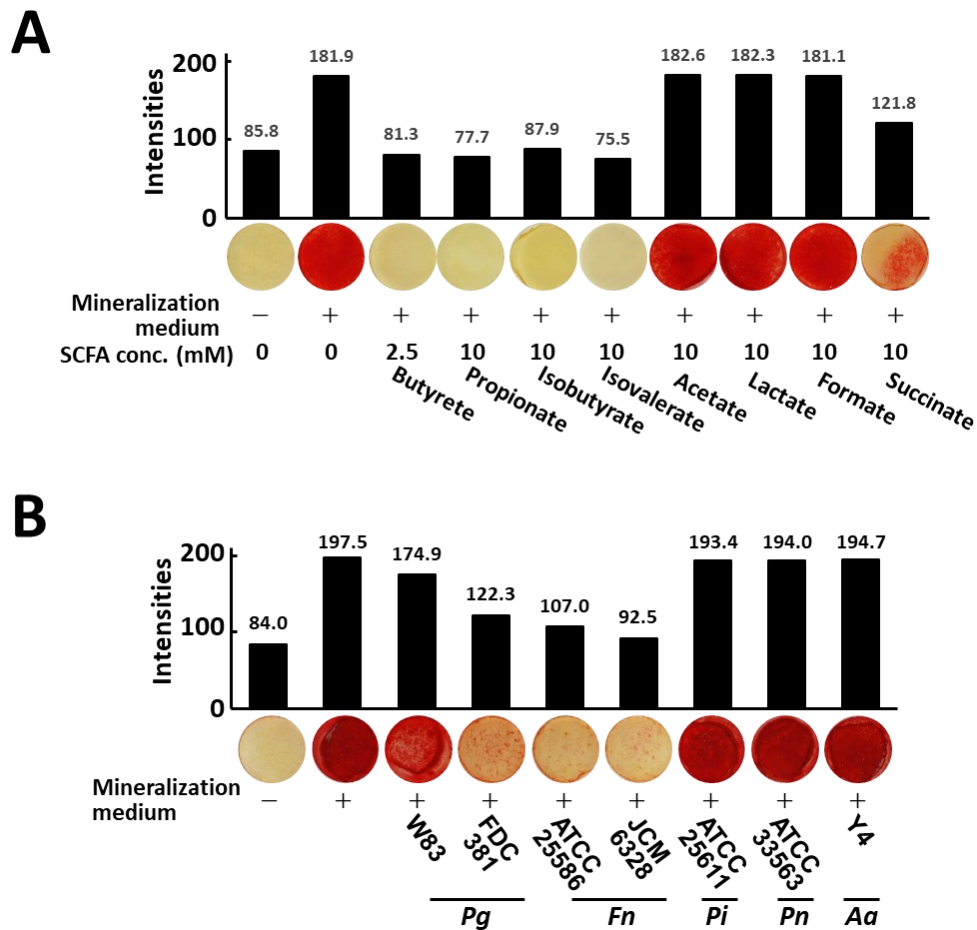 A
Intensities
200
100
0
85.8
181.9
81.3
77.7
87.9
75.5
182.6
182.3
181.1
121.8
Mineralization
medium
− + + + + + + + + +
SCFA conc. (mM) 0 0 2.5 10 10 10 10 10 10 10
Butyrete
Propionate
Isobutyrate
Isovalerate
Acetate
Lactate
Formate
Succinate
B
Intensities
200
100
0
84.0
197.5
174.9
122.3
107.0
92.5
193.4
194.0
194.7
Mineralization
medium
− + + + + + + + +
W83
FDC
381
ATCC
25586
JCM
6328
ATCC
25611
ATCC
33563
Y4
Pg Fn Pi Pn Aa